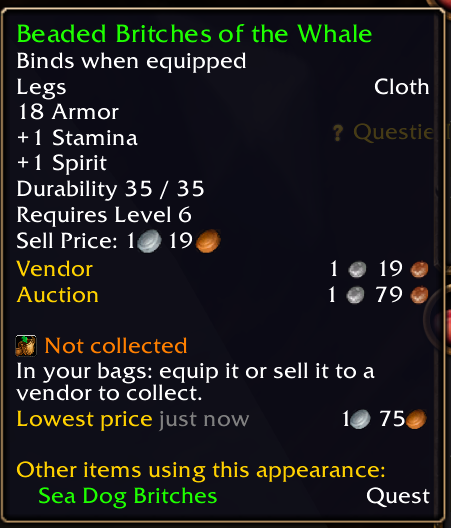 Beaded Britches of the Whale
Binds when equipped
Legs Cloth
18 Armor
+1 Stamina
+1 Spirit
? Questie
Durability 35 / 35
Requires Level 6
Sell Price: 1 19
Vendor 1 19
Auction 1 79
Not collected
In your bags: equip it or sell it to a
vendor to collect.
Lowest price just now 1 75
Other items using this appearance:
Sea Dog Britches Quest